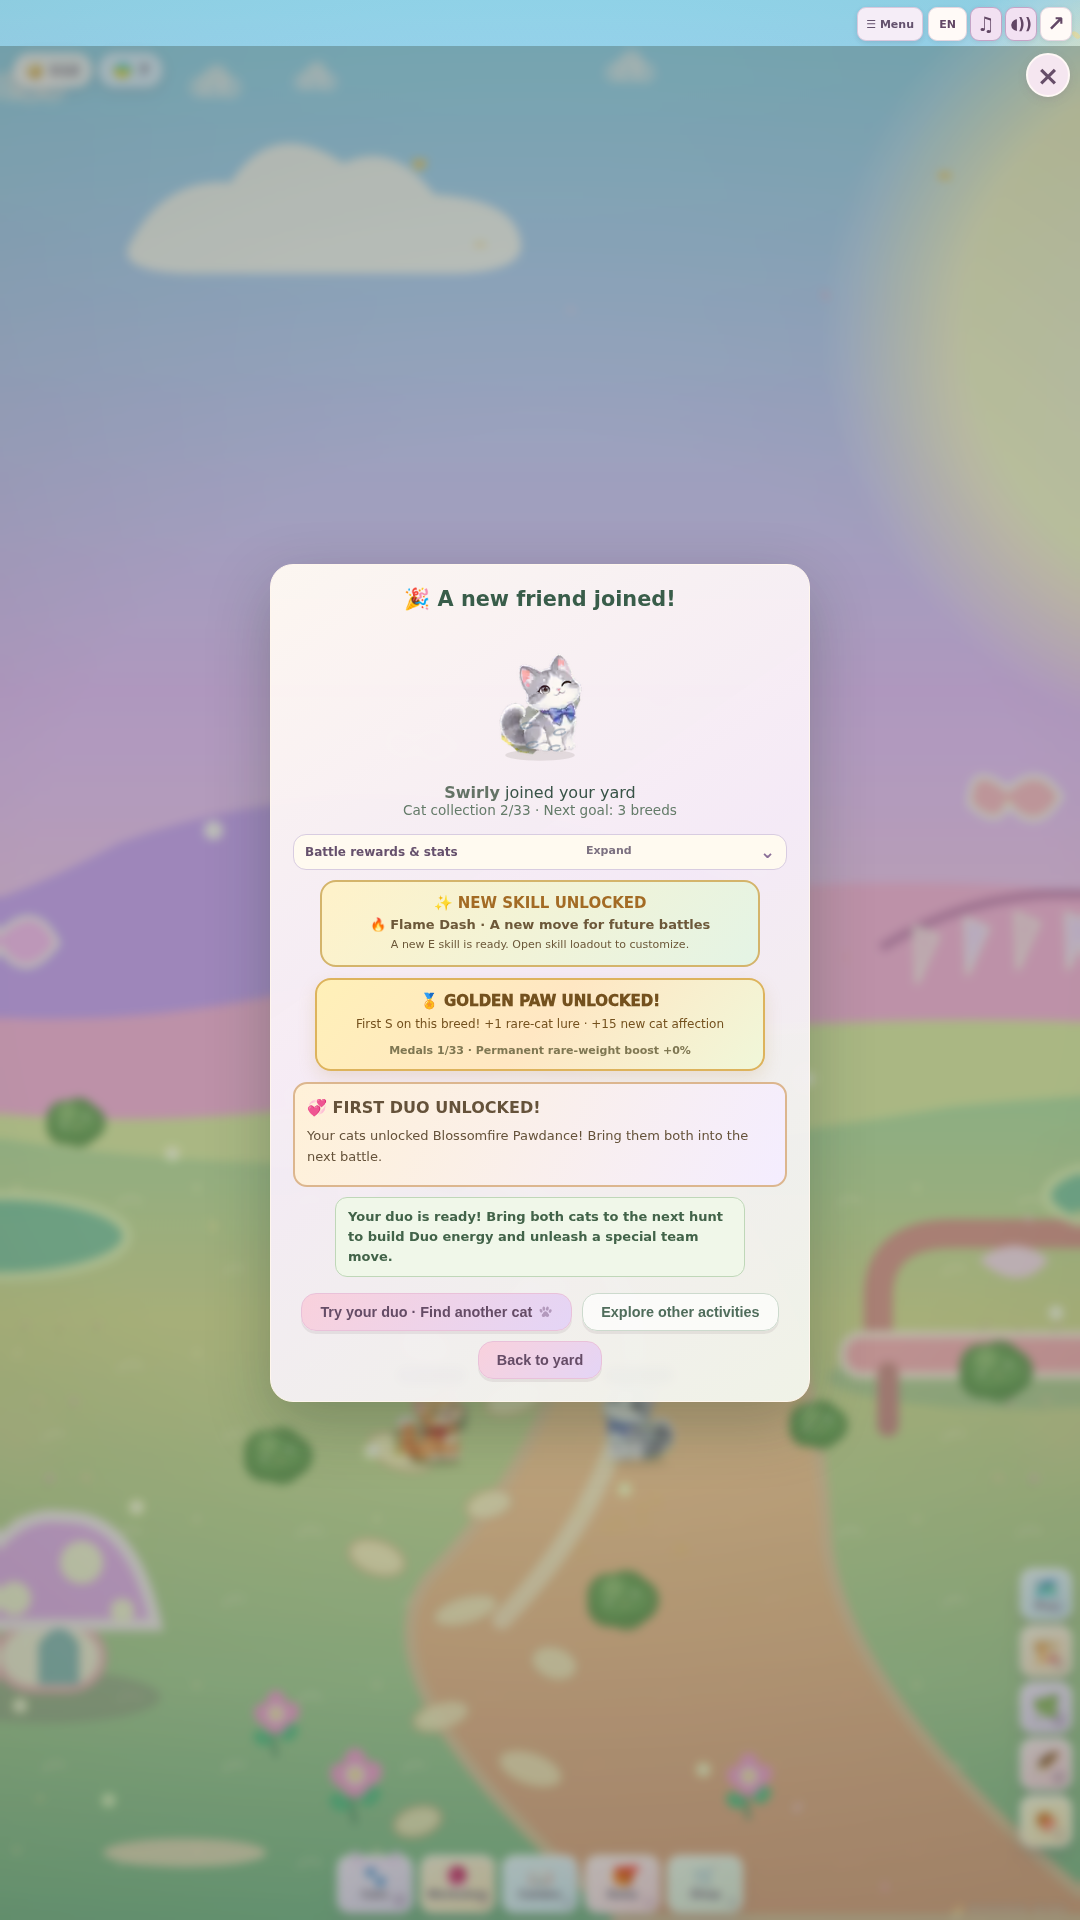 ☰ Menu EN
🎉 A new friend joined!
Swirly joined your yard
Cat collection 2/33 · Next goal: 3 breeds
Battle rewards & stats Expand
✨ NEW SKILL UNLOCKED
🔥 Flame Dash · A new move for future battles
A new E skill is ready. Open skill loadout to customize.
🏅 GOLDEN PAW UNLOCKED!
First S on this breed! +1 rare-cat lure · +15 new cat affection
Medals 1/33 · Permanent rare-weight boost +0%
💞 FIRST DUO UNLOCKED!
Your cats unlocked Blossomfire Pawdance! Bring them both into the
next battle.
Your duo is ready! Bring both cats to the next hunt
to build Duo energy and unleash a special team
move.
Try your duo · Find another cat 🐾
Explore other activities
Back to yard